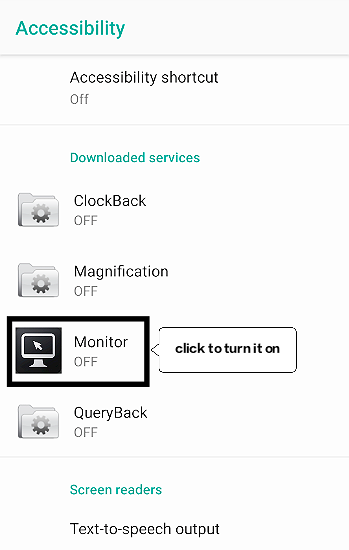 Accessibility
Accessibility shortcut
Off
Downloaded services
ClockBack
OFF
Magnification
OFF
Monitor
OFF
click to turn it on
QueryBack
OFF
Screen readers
Text-to-speech output